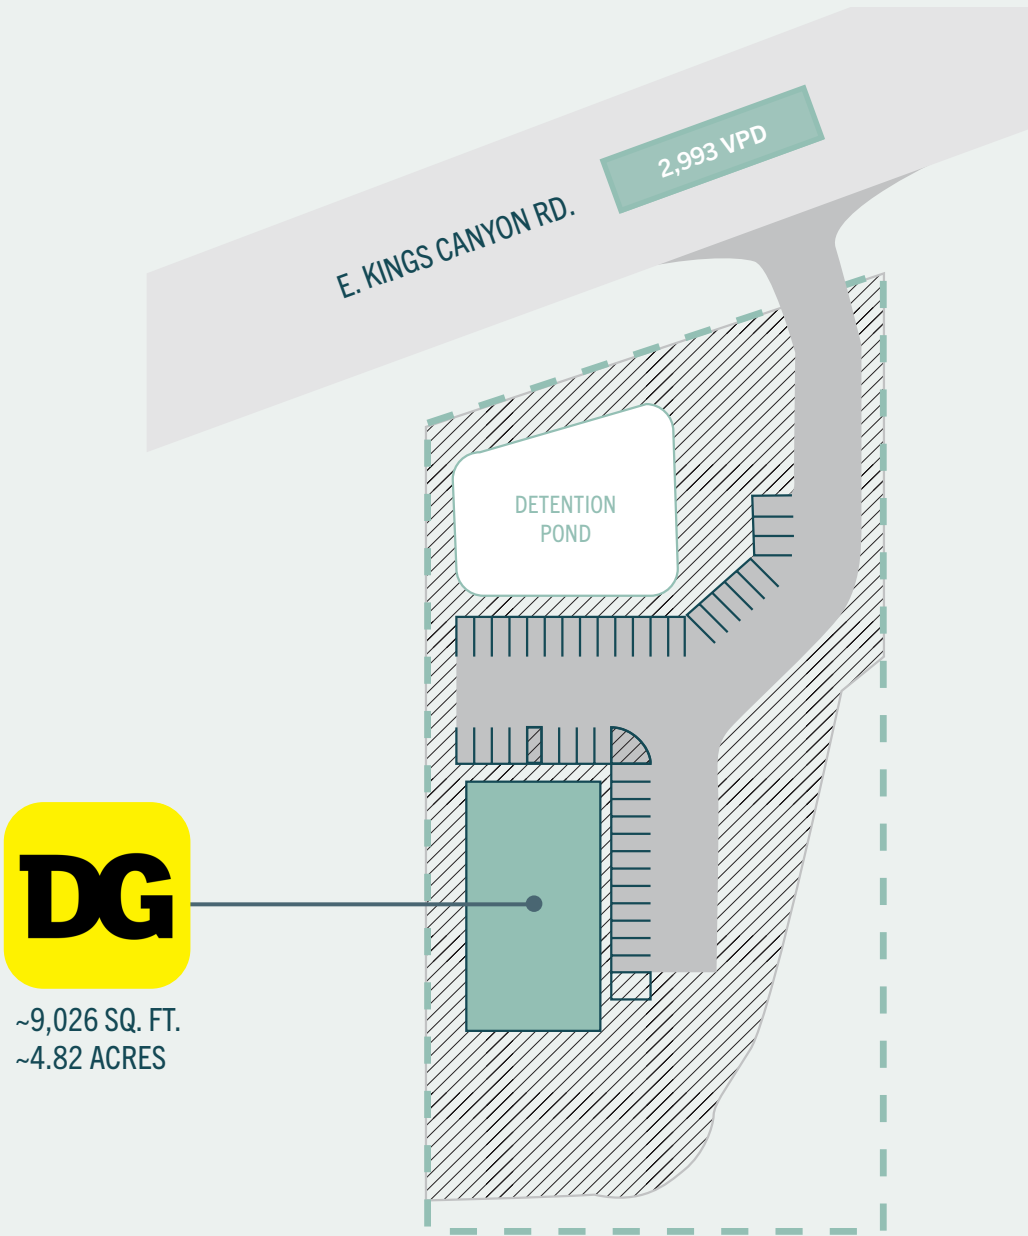 2,993 VPD
E. KINGS CANYON RD.
DETENTION
POND
DG
~9,026 SQ. FT.
~4.82 ACRES